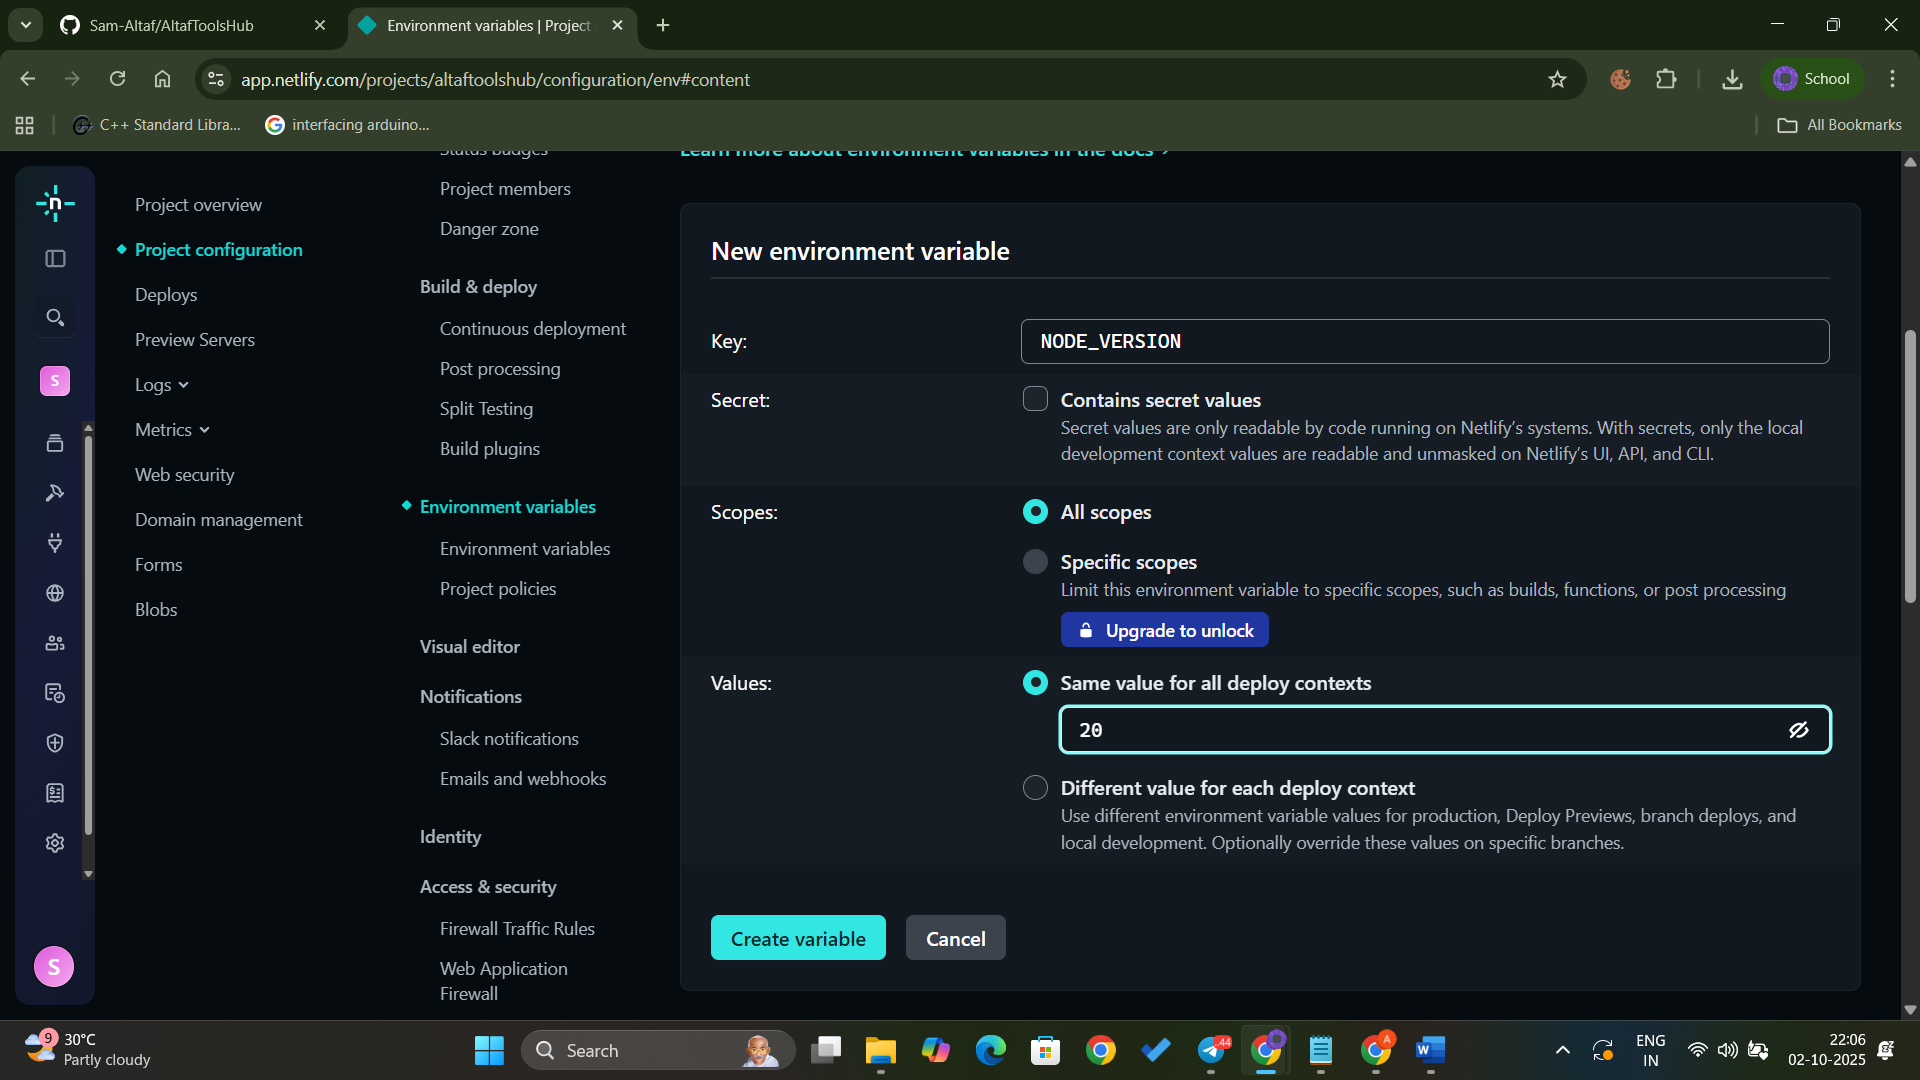 Sam-Altaf/AltafToolsHub
Environment variables | Project
app.netlify.com/projects/altaftoolshub/configuration/env#content
School
C++ Standard Libra...
interfacing arduino...
All Bookmarks
n
S
S
Project overview
Project configuration
Deploys
Preview Servers
Logs
Metrics
Web security
Domain management
Forms
Blobs
Status badges
Project members
Danger zone
Build & deploy
Continuous deployment
Post processing
Split Testing
Build plugins
Environment variables
Environment variables
Project policies
Visual editor
Notifications
Slack notifications
Emails and webhooks
Identity
Access & security
Firewall Traffic Rules
Web Application
Firewall
Learn more about environment variables in the docs
New environment variable
Key:
NODE_VERSION
Secret:
Contains secret values
Secret values are only readable by code running on Netlify’s systems. With secrets, only the local
development context values are readable and unmasked on Netlify’s UI, API, and CLI.
Scopes:
All scopes
Specific scopes
Limit this environment variable to specific scopes, such as builds, functions, or post processing
Upgrade to unlock
Values:
Same value for all deploy contexts
20
Different value for each deploy context
Use different environment variable values for production, Deploy Previews, branch deploys, and
local development. Optionally override these values on specific branches.
Create variable
Cancel
9
30°C
Partly cloudy
Search
.44
A
W
ENG
IN
22:06
02-10-2025